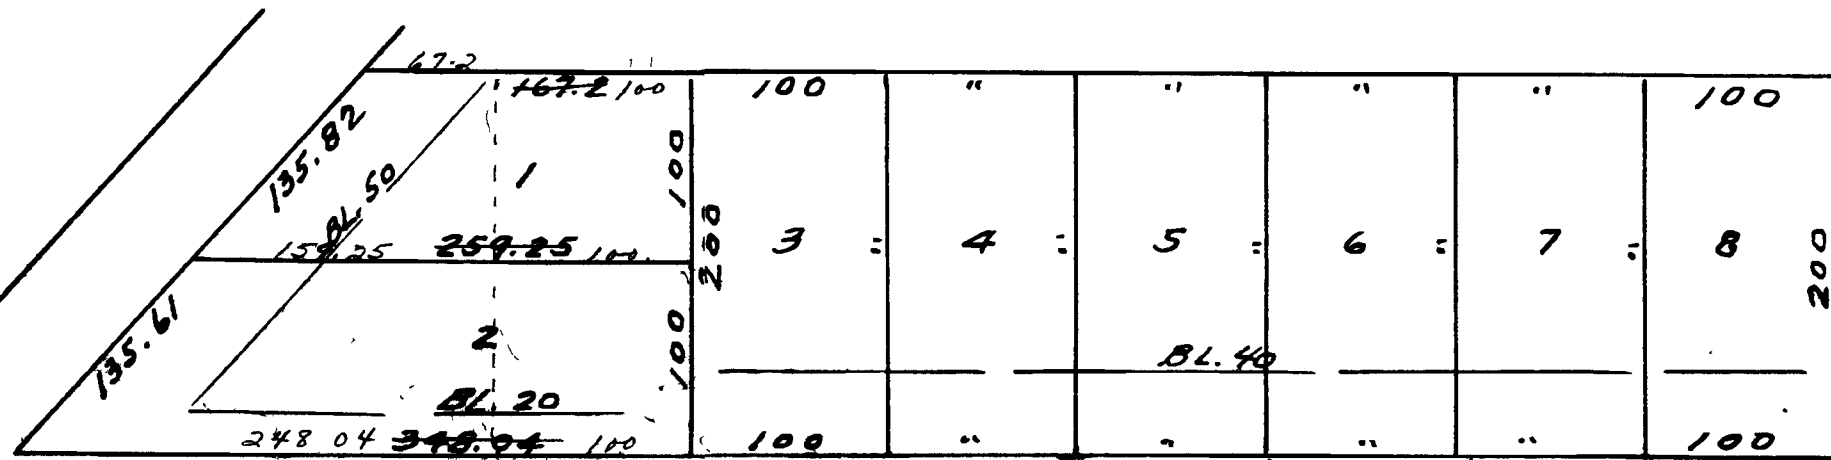 67.2
167.2 100 100 " " " " 100
135.82
1 100
BL. 50
200
159.25 259.25 100. 3 = 4 = 5 = 6 = 7 = 8 200
135.61
2 100
BL. 40
BL. 20
248 04 348.04 100 100 " " " " 100